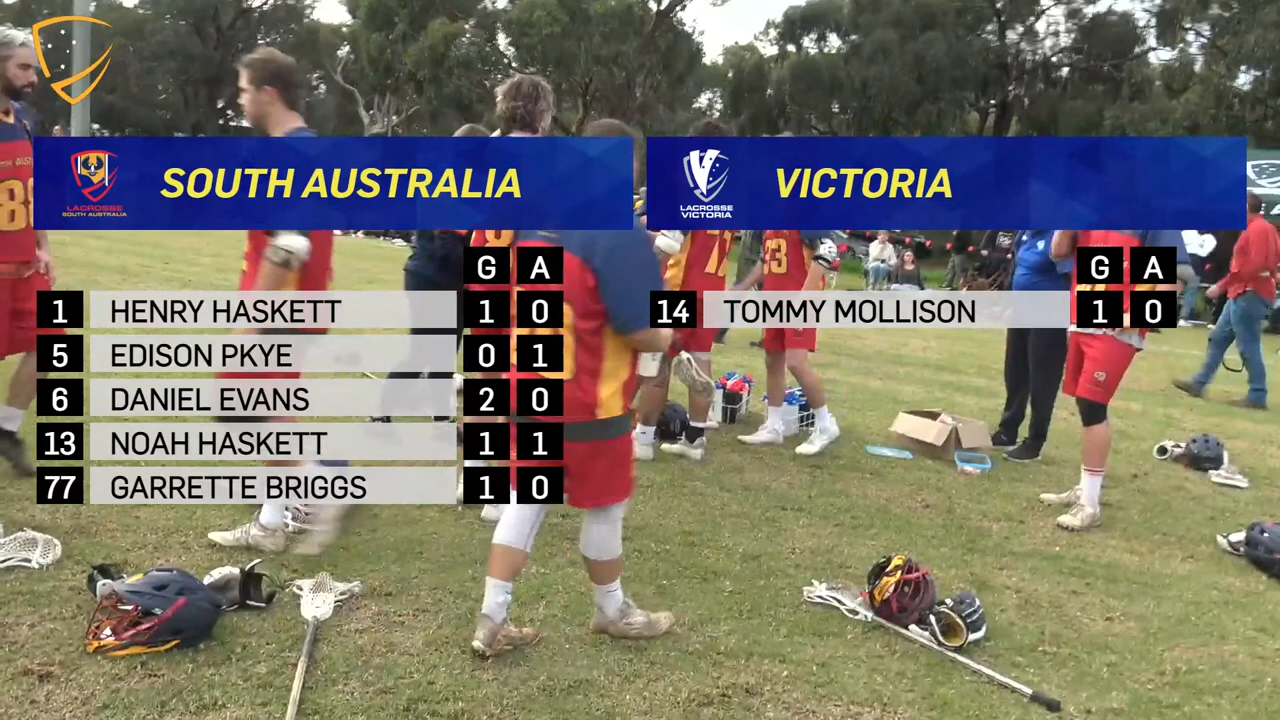 SOUTH AUSTRALIA
LACROSSE
SOUTH AUSTRALIA
G A
1 HENRY HASKETT 1 0
5 EDISON PKYE 0 1
6 DANIEL EVANS 2 0
13 NOAH HASKETT 1 1
77 GARRETTE BRIGGS 1 0
VICTORIA
LACROSSE
VICTORIA
G A
14 TOMMY MOLLISON 1 0
8
33